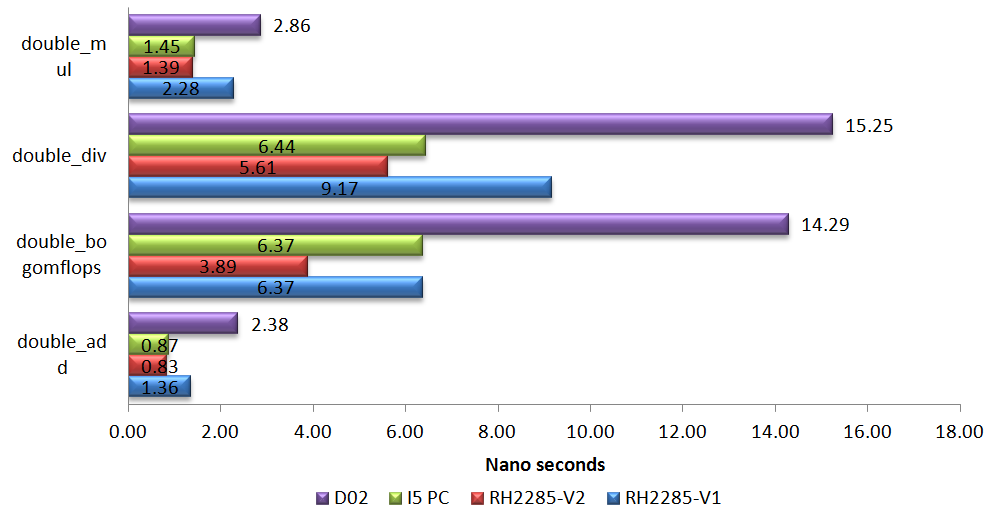 double_m
ul
2.86
1.45
1.39
2.28
double_div
15.25
6.44
5.61
9.17
double_bo
gomflops
14.29
6.37
3.89
6.37
double_ad
d
2.38
0.87
0.83
1.36
0.00 2.00 4.00 6.00 8.00 10.00 12.00 14.00 16.00 18.00
Nano seconds
D02 I5 PC RH2285-V2 RH2285-V1